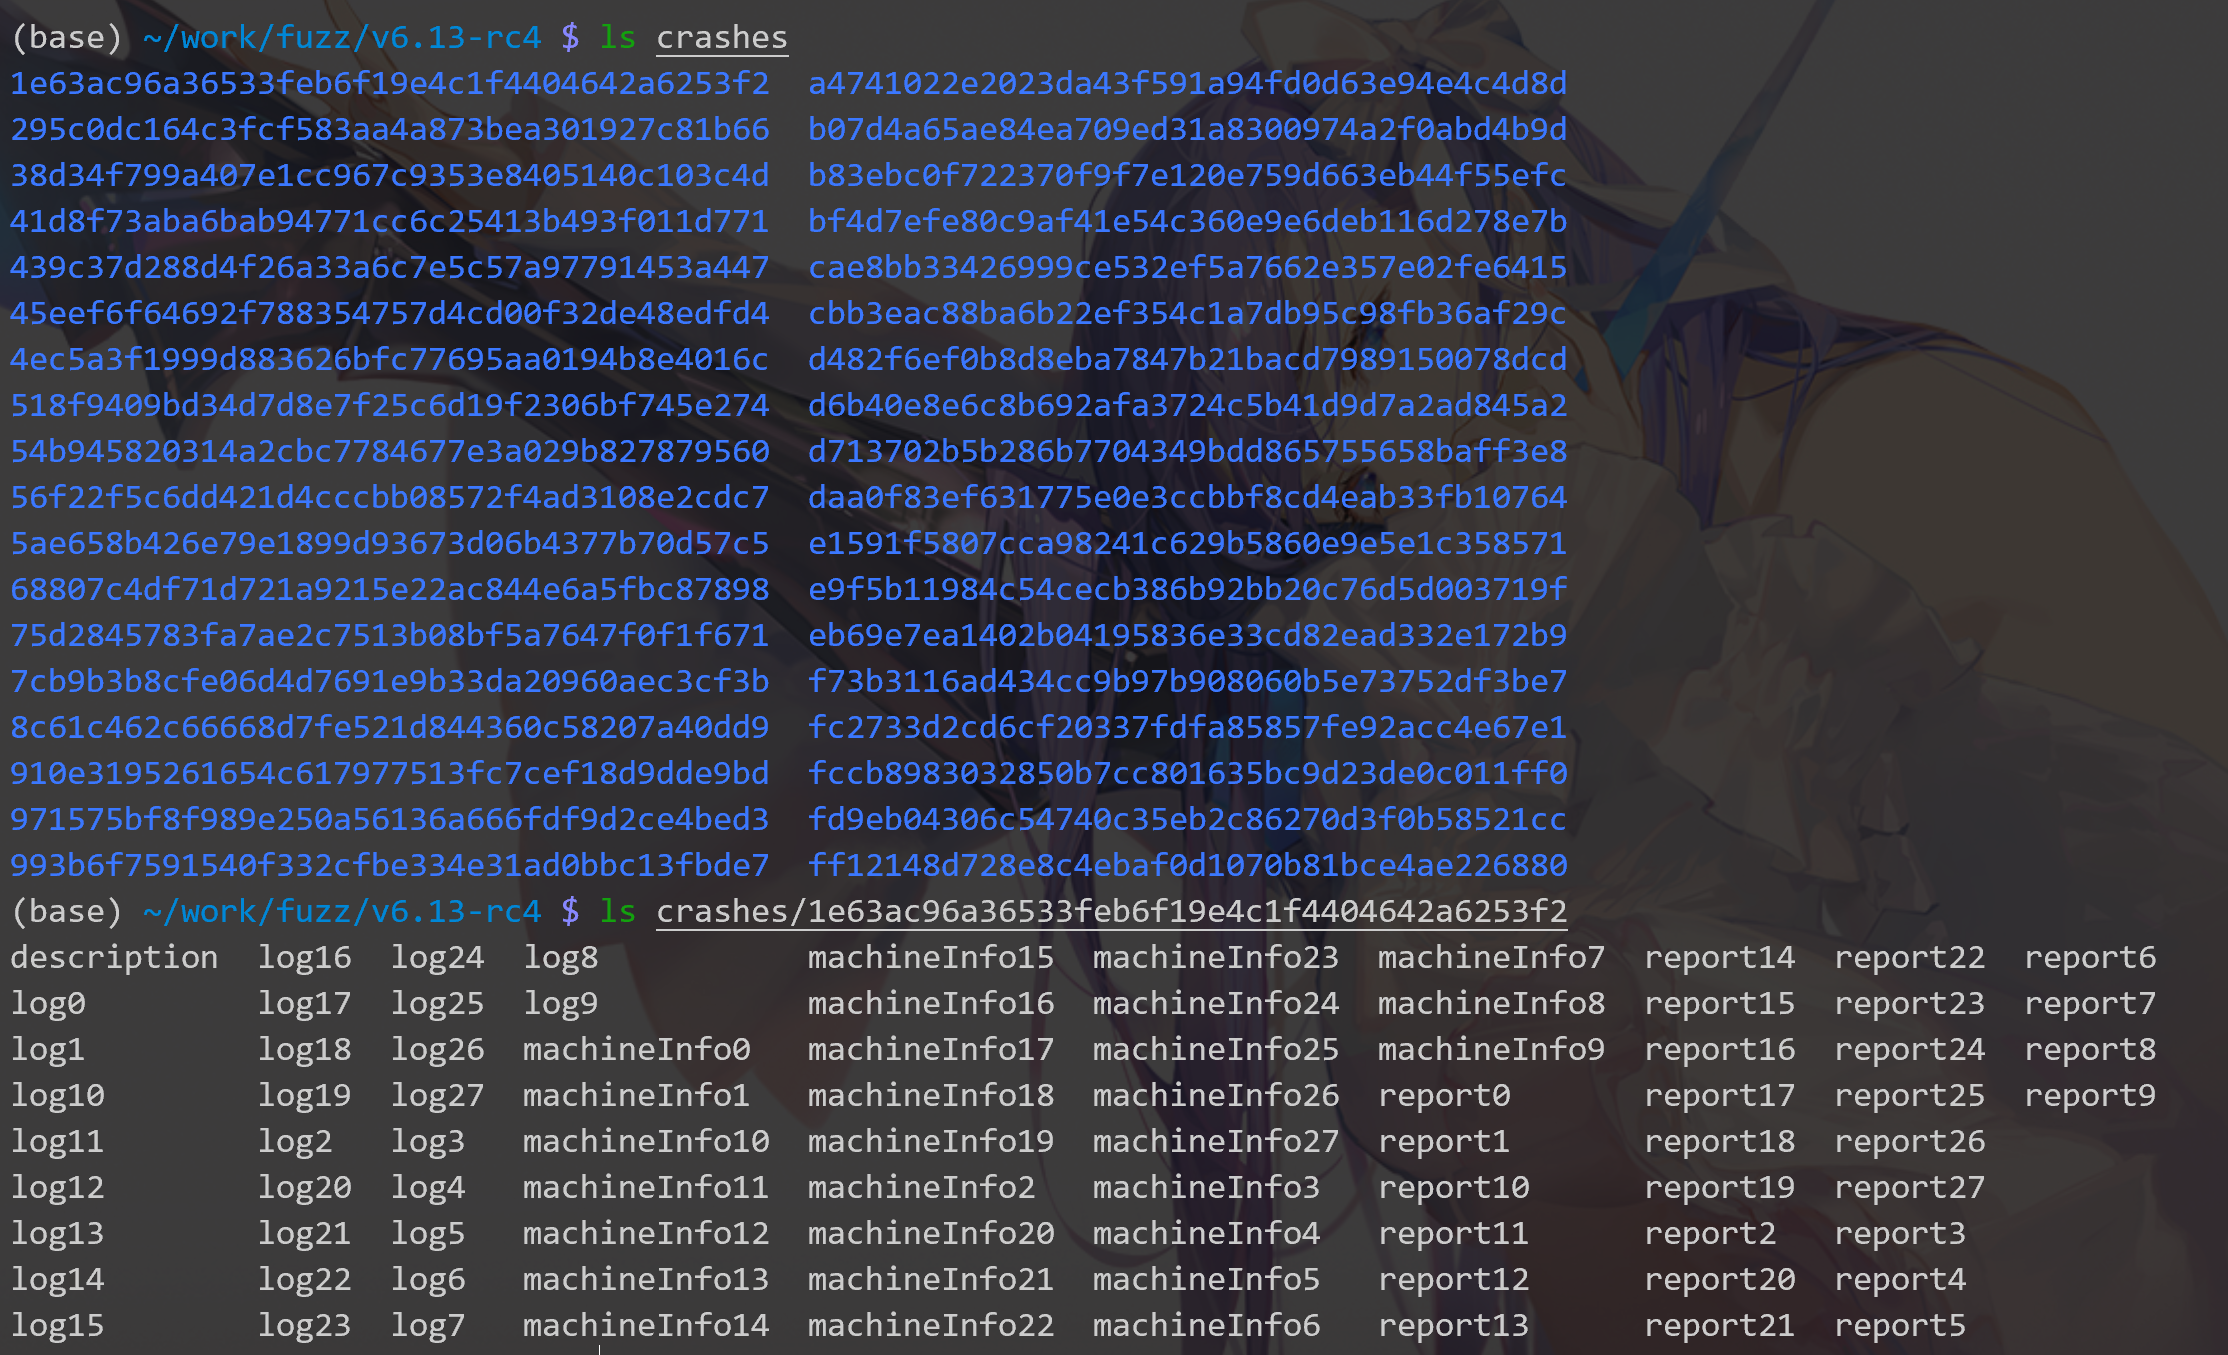 (base) ~/work/fuzz/v6.13-rc4 $ ls crashes
1e63ac96a36533feb6f19e4c1f4404642a6253f2  a4741022e2023da43f591a94fd0d63e94e4c4d8d
295c0dc164c3fcf583aa4a873bea301927c81b66  b07d4a65ae84ea709ed31a8300974a2f0abd4b9d
38d34f799a407e1cc967c9353e8405140c103c4d  b83ebc0f722370f9f7e120e759d663eb44f55efc
41d8f73aba6bab94771cc6c25413b493f011d771  bf4d7efe80c9af41e54c360e9e6deb116d278e7b
439c37d288d4f26a33a6c7e5c57a97791453a447  cae8bb33426999ce532ef5a7662e357e02fe6415
45eef6f64692f788354757d4cd00f32de48edfd4  cbb3eac88ba6b22ef354c1a7db95c98fb36af29c
4ec5a3f1999d883626bfc77695aa0194b8e4016c  d482f6ef0b8d8eba7847b21bacd7989150078dcd
518f9409bd34d7d8e7f25c6d19f2306bf745e274  d6b40e8e6c8b692afa3724c5b41d9d7a2ad845a2
54b945820314a2cbc7784677e3a029b827879560  d713702b5b286b7704349bdd865755658baff3e8
56f22f5c6dd421d4cccbb08572f4ad3108e2cdc7  daa0f83ef631775e0e3ccbbf8cd4eab33fb10764
5ae658b426e79e1899d93673d06b4377b70d57c5  e1591f5807cca98241c629b5860e9e5e1c358571
68807c4df71d721a9215e22ac844e6a5fbc87898  e9f5b11984c54cecb386b92bb20c76d5d003719f
75d2845783fa7ae2c7513b08bf5a7647f0f1f671  eb69e7ea1402b04195836e33cd82ead332e172b9
7cb9b3b8cfe06d4d7691e9b33da20960aec3cf3b  f73b3116ad434cc9b97b908060b5e73752df3be7
8c61c462c66668d7fe521d844360c58207a40dd9  fc2733d2cd6cf20337fdfa85857fe92acc4e67e1
910e3195261654c617977513fc7cef18d9dde9bd  fccb8983032850b7cc801635bc9d23de0c011ff0
971575bf8f989e250a56136a666fdf9d2ce4bed3  fd9eb04306c54740c35eb2c86270d3f0b58521cc
993b6f7591540f332cfbe334e31ad0bbc13fbde7  ff12148d728e8c4ebaf0d1070b81bce4ae226880
(base) ~/work/fuzz/v6.13-rc4 $ ls crashes/1e63ac96a36533feb6f19e4c1f4404642a6253f2
description  log16  log24  log8  machineInfo15  machineInfo23  machineInfo7  report14  report22  report6
log0  log17  log25  log9  machineInfo16  machineInfo24  machineInfo8  report15  report23  report7
log1  log18  log26  machineInfo0  machineInfo17  machineInfo25  machineInfo9  report16  report24  report8
log10  log19  log27  machineInfo1  machineInfo18  machineInfo26  report0  report17  report25  report9
log11  log2  log3  machineInfo10  machineInfo19  machineInfo27  report1  report18  report26
log12  log20  log4  machineInfo11  machineInfo2  machineInfo3  report10  report19  report27
log13  log21  log5  machineInfo12  machineInfo20  machineInfo4  report11  report2  report3
log14  log22  log6  machineInfo13  machineInfo21  machineInfo5  report12  report20  report4
log15  log23  log7  machineInfo14  machineInfo22  machineInfo6  report13  report21  report5